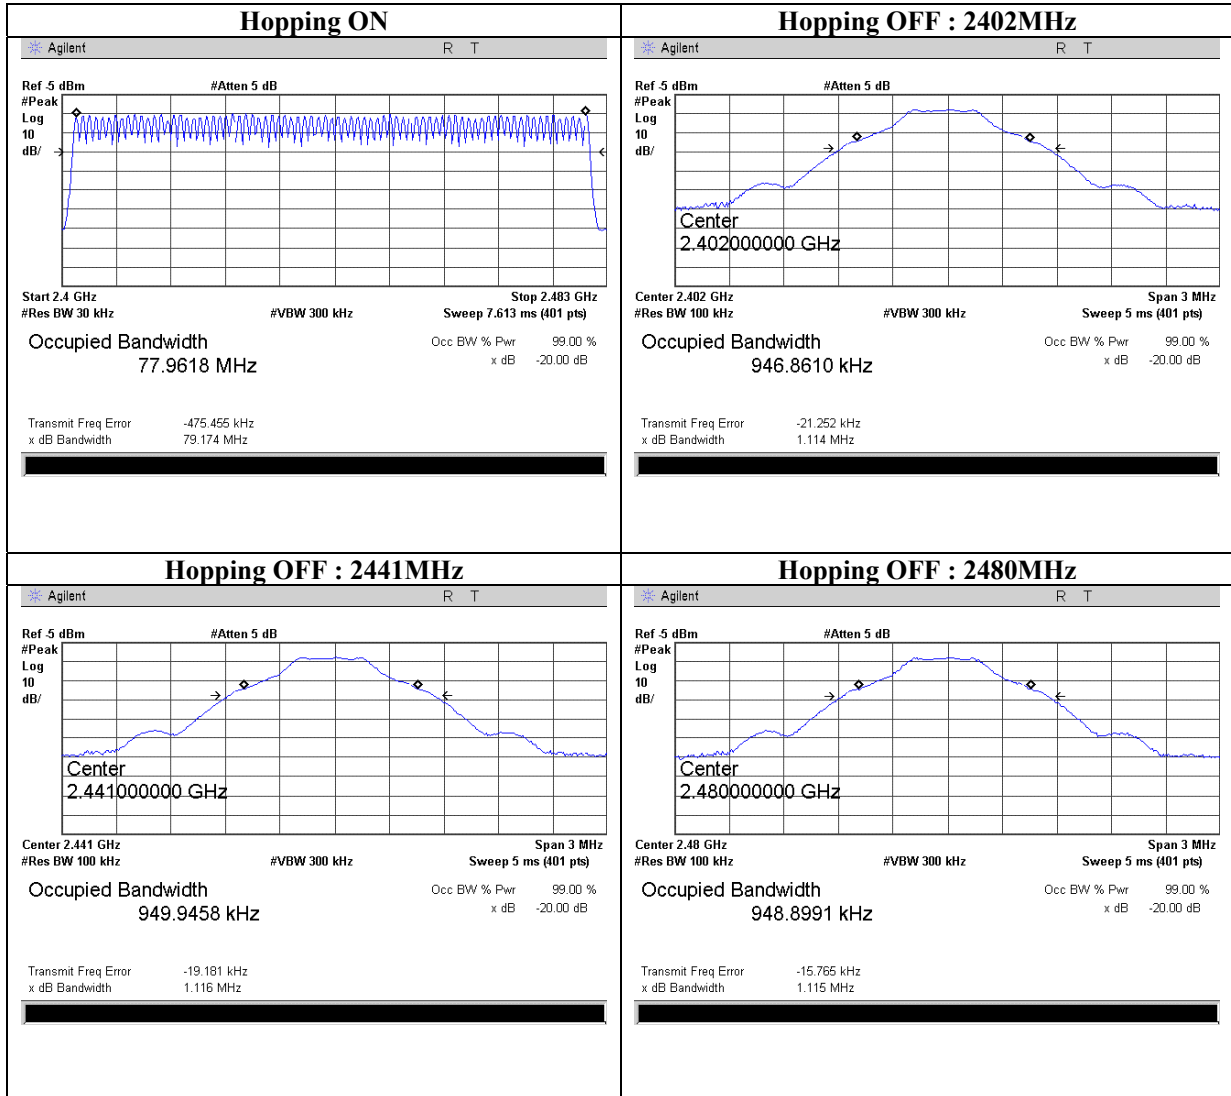 Hopping ON
Agilent R T
Ref -5 dBm #Atten 5 dB
#Peak
Log
10
dB/
Start 2.4 GHz Stop 2.483 GHz
#Res BW 30 kHz #VBW 300 kHz Sweep 7.613 ms (401 pts)
Occupied Bandwidth Occ BW % Pwr 99.00 %
77.9618 MHz x dB -20.00 dB
Transmit Freq Error -475.455 kHz
x dB Bandwidth 79.174 MHz
Hopping OFF : 2402MHz
Agilent R T
Ref -5 dBm #Atten 5 dB
#Peak
Log
10
dB/
Center
2.402000000 GHz
Center 2.402 GHz Span 3 MHz
#Res BW 100 kHz #VBW 300 kHz Sweep 5 ms (401 pts)
Occupied Bandwidth Occ BW % Pwr 99.00 %
946.8610 kHz x dB -20.00 dB
Transmit Freq Error -21.252 kHz
x dB Bandwidth 1.114 MHz
Hopping OFF : 2441MHz
Agilent R T
Ref -5 dBm #Atten 5 dB
#Peak
Log
10
dB/
Center
2.441000000 GHz
Center 2.441 GHz Span 3 MHz
#Res BW 100 kHz #VBW 300 kHz Sweep 5 ms (401 pts)
Occupied Bandwidth Occ BW % Pwr 99.00 %
949.9458 kHz x dB -20.00 dB
Transmit Freq Error -19.181 kHz
x dB Bandwidth 1.116 MHz
Hopping OFF : 2480MHz
Agilent R T
Ref -5 dBm #Atten 5 dB
#Peak
Log
10
dB/
Center
2.480000000 GHz
Center 2.48 GHz Span 3 MHz
#Res BW 100 kHz #VBW 300 kHz Sweep 5 ms (401 pts)
Occupied Bandwidth Occ BW % Pwr 99.00 %
948.8991 kHz x dB -20.00 dB
Transmit Freq Error -15.765 kHz
x dB Bandwidth 1.115 MHz